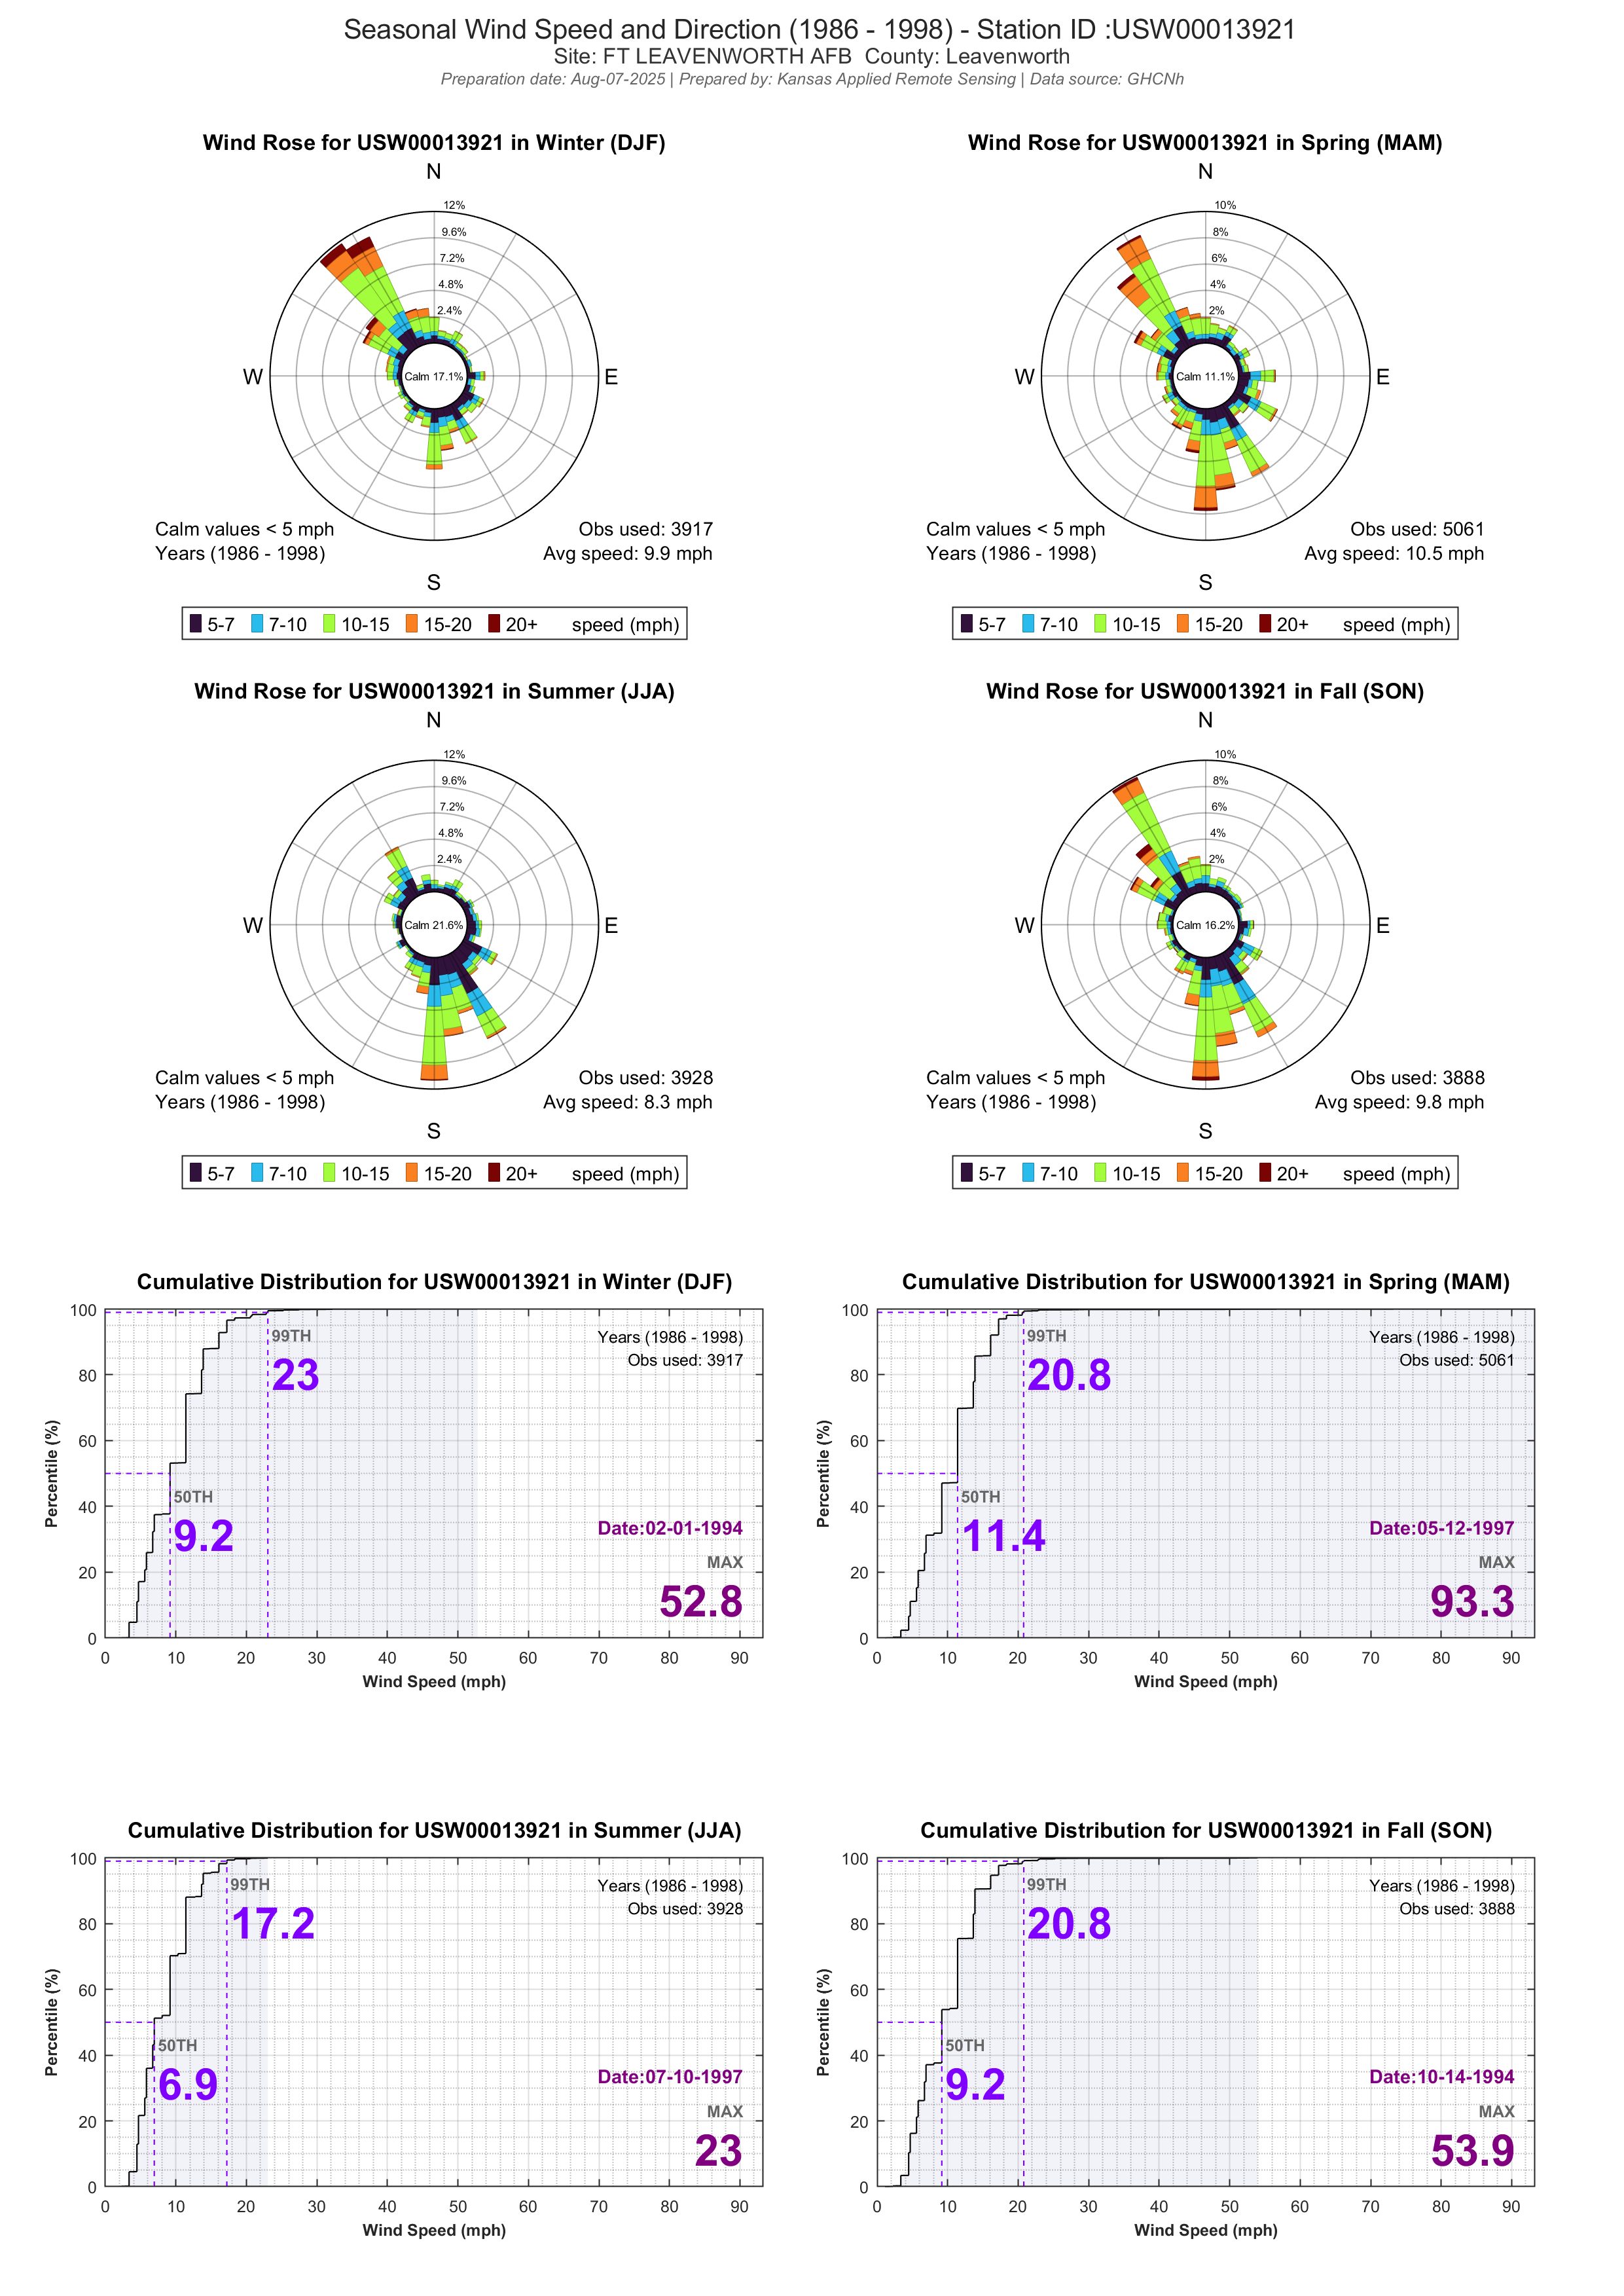 Seasonal Wind Speed and Direction (1986 - 1998) - Station ID :USW00013921
Site: FT LEAVENWORTH AFB  County: Leavenworth
Preparation date: Aug-07-2025 | Prepared by: Kansas Applied Remote Sensing | Data source: GHCNh
Wind Rose for USW00013921 in Winter (DJF)
N
12%
9.6%
7.2%
4.8%
2.4%
W
Calm 17.1%
E
Calm values < 5 mph
Obs used: 3917
Years (1986 - 1998)
Avg speed: 9.9 mph
S
5-7 7-10 10-15 15-20 20+ speed (mph)
Wind Rose for USW00013921 in Spring (MAM)
N
10%
8%
6%
4%
2%
W
Calm 11.1%
E
Calm values < 5 mph
Obs used: 5061
Years (1986 - 1998)
Avg speed: 10.5 mph
S
5-7 7-10 10-15 15-20 20+ speed (mph)
Wind Rose for USW00013921 in Summer (JJA)
N
12%
9.6%
7.2%
4.8%
2.4%
W
Calm 21.6%
E
Calm values < 5 mph
Obs used: 3928
Years (1986 - 1998)
Avg speed: 8.3 mph
S
5-7 7-10 10-15 15-20 20+ speed (mph)
Wind Rose for USW00013921 in Fall (SON)
N
10%
8%
6%
4%
2%
W
Calm 16.2%
E
Calm values < 5 mph
Obs used: 3888
Years (1986 - 1998)
Avg speed: 9.8 mph
S
5-7 7-10 10-15 15-20 20+ speed (mph)
Cumulative Distribution for USW00013921 in Winter (DJF)
100
80
60
40
20
0
Percentile (%)
99TH
23
Years (1986 - 1998)
Obs used: 3917
50TH
9.2
Date:02-01-1994
MAX
52.8
0 10 20 30 40 50 60 70 80 90
Wind Speed (mph)
Cumulative Distribution for USW00013921 in Spring (MAM)
100
80
60
40
20
0
Percentile (%)
99TH
20.8
Years (1986 - 1998)
Obs used: 5061
50TH
11.4
Date:05-12-1997
MAX
93.3
0 10 20 30 40 50 60 70 80 90
Wind Speed (mph)
Cumulative Distribution for USW00013921 in Summer (JJA)
100
80
60
40
20
0
Percentile (%)
99TH
17.2
Years (1986 - 1998)
Obs used: 3928
50TH
6.9
Date:07-10-1997
MAX
23
0 10 20 30 40 50 60 70 80 90
Wind Speed (mph)
Cumulative Distribution for USW00013921 in Fall (SON)
100
80
60
40
20
0
Percentile (%)
99TH
20.8
Years (1986 - 1998)
Obs used: 3888
50TH
9.2
Date:10-14-1994
MAX
53.9
0 10 20 30 40 50 60 70 80 90
Wind Speed (mph)